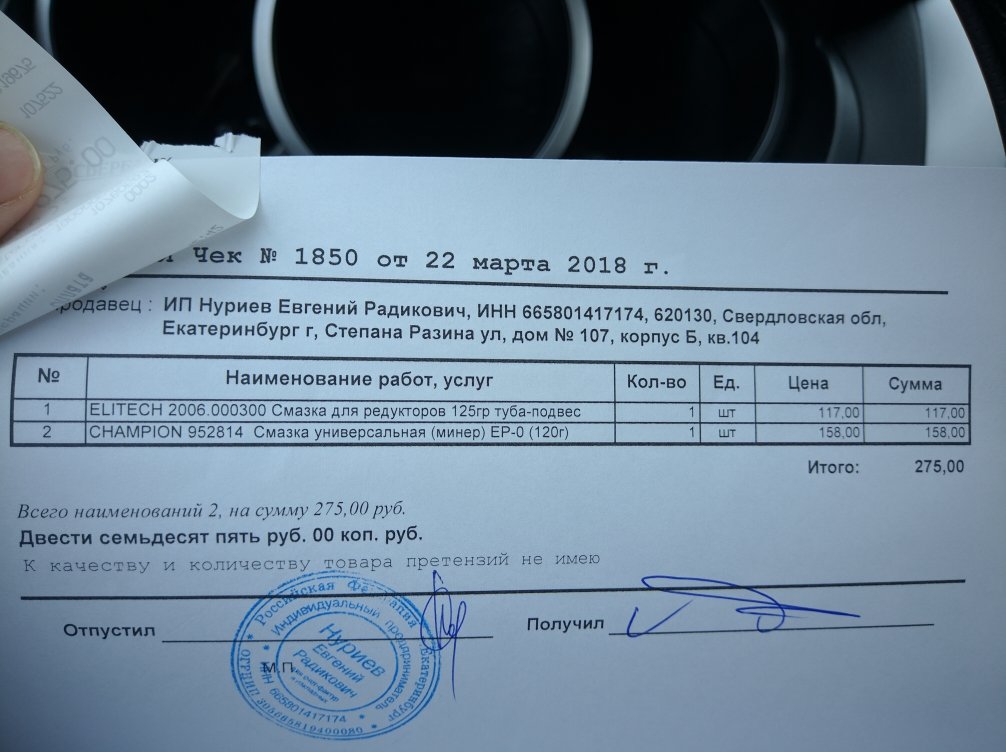 Чек № 1850 от 22 марта 2018 г.
родавец : ИП Нуриев Евгений Радикович, ИНН 665801417174, 620130, Свердловская обл,
Екатеринбург г, Степана Разина ул, дом № 107, корпус Б, кв.104
№ Наименование работ, услуг Кол-во Ед. Цена Сумма
1 ELITECH 2006.000300 Смазка для редукторов 125гр туба-подвес 1 шт 117,00 117,00
2 CHAMPION 952814 Смазка универсальная (минер) EP-0 (120г) 1 шт 158,00 158,00
Итого: 275,00
Всего наименований 2, на сумму 275,00 руб.
Двести семьдесят пять руб. 00 коп. руб.
К качеству и количеству товара претензий не имею
Отпустил Получил
М.П.
Российская Федерация
Екатеринбург
Индивидуальный предприниматель
Нуриев
Евгений
Радикович
ИНН 665801417174